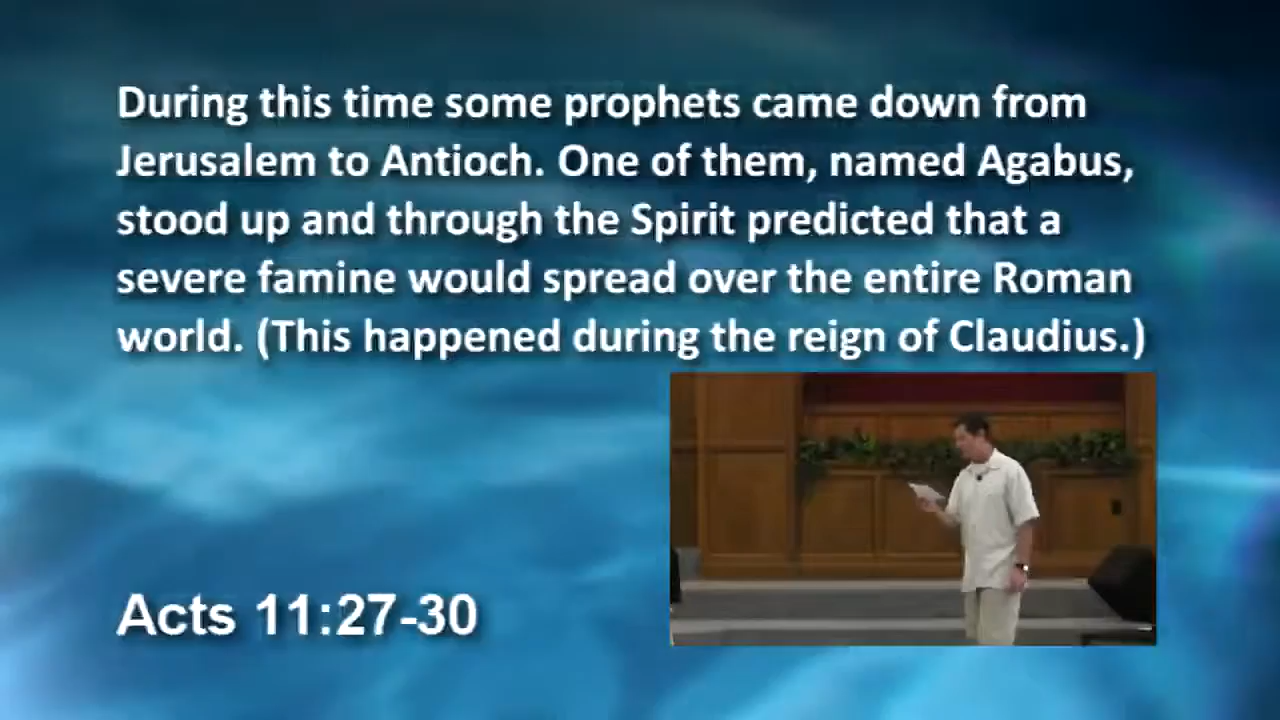 During this time some prophets came down from
Jerusalem to Antioch. One of them, named Agabus,
stood up and through the Spirit predicted that a
severe famine would spread over the entire Roman
world. (This happened during the reign of Claudius.)
Acts 11:27-30